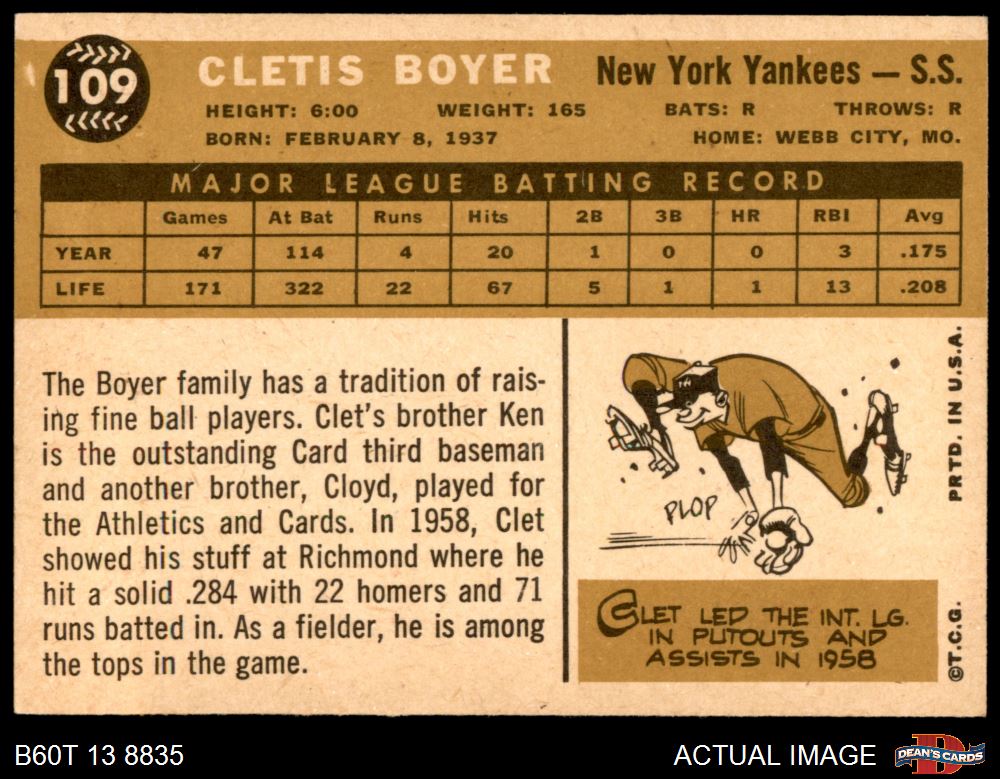 109
CLETIS BOYER New York Yankees — S.S.
HEIGHT: 6:00 WEIGHT: 165 BATS: R THROWS: R
BORN: FEBRUARY 8, 1937 HOME: WEBB CITY, MO.
MAJOR LEAGUE BATTING RECORD
Games At Bat Runs Hits 2B 3B HR RBI Avg
YEAR 47 114 4 20 1 0 0 3 .175
LIFE 171 322 22 67 5 1 1 13 .208
The Boyer family has a tradition of rais-
ing fine ball players. Clet's brother Ken
is the outstanding Card third baseman
and another brother, Cloyd, played for
the Athletics and Cards. In 1958, Clet
showed his stuff at Richmond where he
hit a solid .284 with 22 homers and 71
runs batted in. As a fielder, he is among
the tops in the game.
PLOP
CLET LED THE INT. LG.
IN PUTOUTS AND
ASSISTS IN 1958
©T.C.G. PRTD. IN U.S.A.
B60T 13 8835 ACTUAL IMAGE DEAN'S CARDS